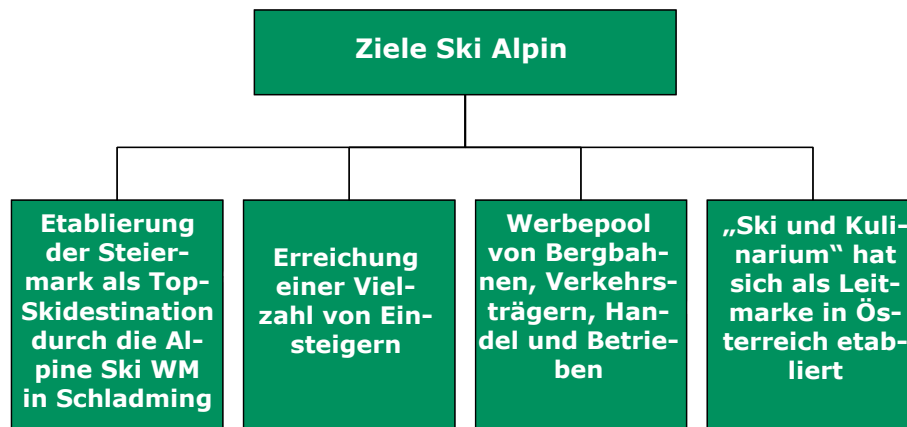 Ziele Ski Alpin
Etablierung
der Steier-
mark als Top-
Skidestination
durch die Al-
pine Ski WM
in Schladming
Erreichung
einer Viel-
zahl von Ein-
steigern
Werbepool
von Bergbah-
nen, Verkehrs-
trägern, Han-
del und Betrie-
ben
„Ski und Kuli-
narium“ hat
sich als Leit-
marke in Ös-
terreich etab-
liert